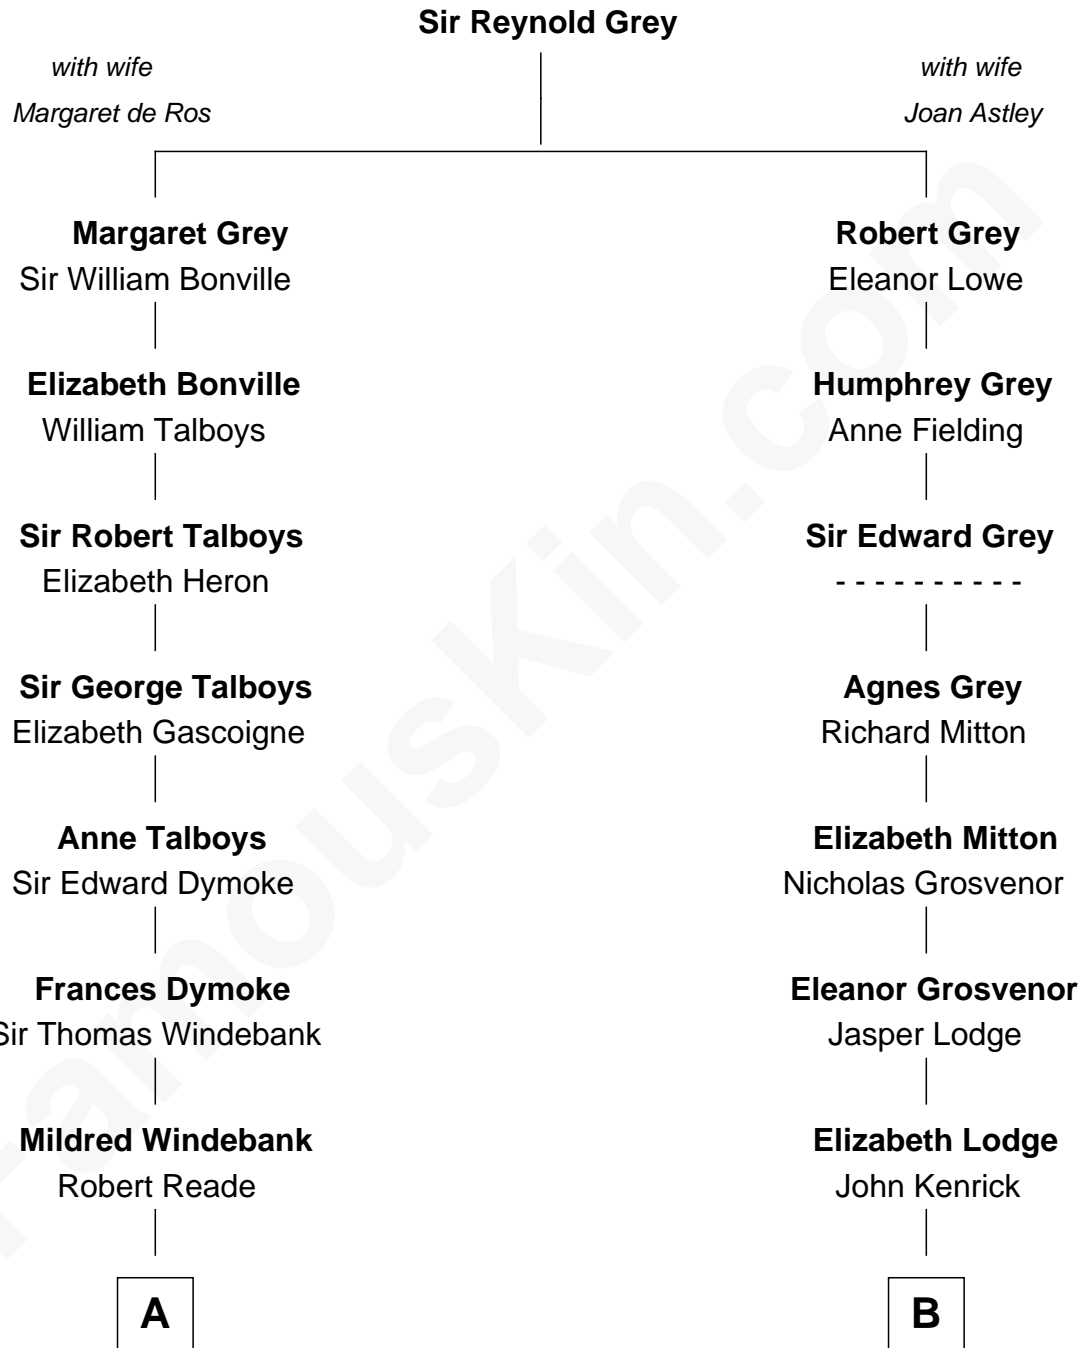 Sir Reynold Grey
with wife
Margaret de Ros
with wife
Joan Astley
Margaret Grey
Sir William Bonville
Robert Grey
Eleanor Lowe
Elizabeth Bonville
William Talboys
Humphrey Grey
Anne Fielding
Sir Robert Talboys
Elizabeth Heron
Sir Edward Grey
- - - - - - - - - -
Sir George Talboys
Elizabeth Gascoigne
Agnes Grey
Richard Mitton
Anne Talboys
Sir Edward Dymoke
Elizabeth Mitton
Nicholas Grosvenor
Frances Dymoke
Sir Thomas Windebank
Eleanor Grosvenor
Jasper Lodge
Mildred Windebank
Robert Reade
Elizabeth Lodge
John Kenrick
A
B
FamousKin.com